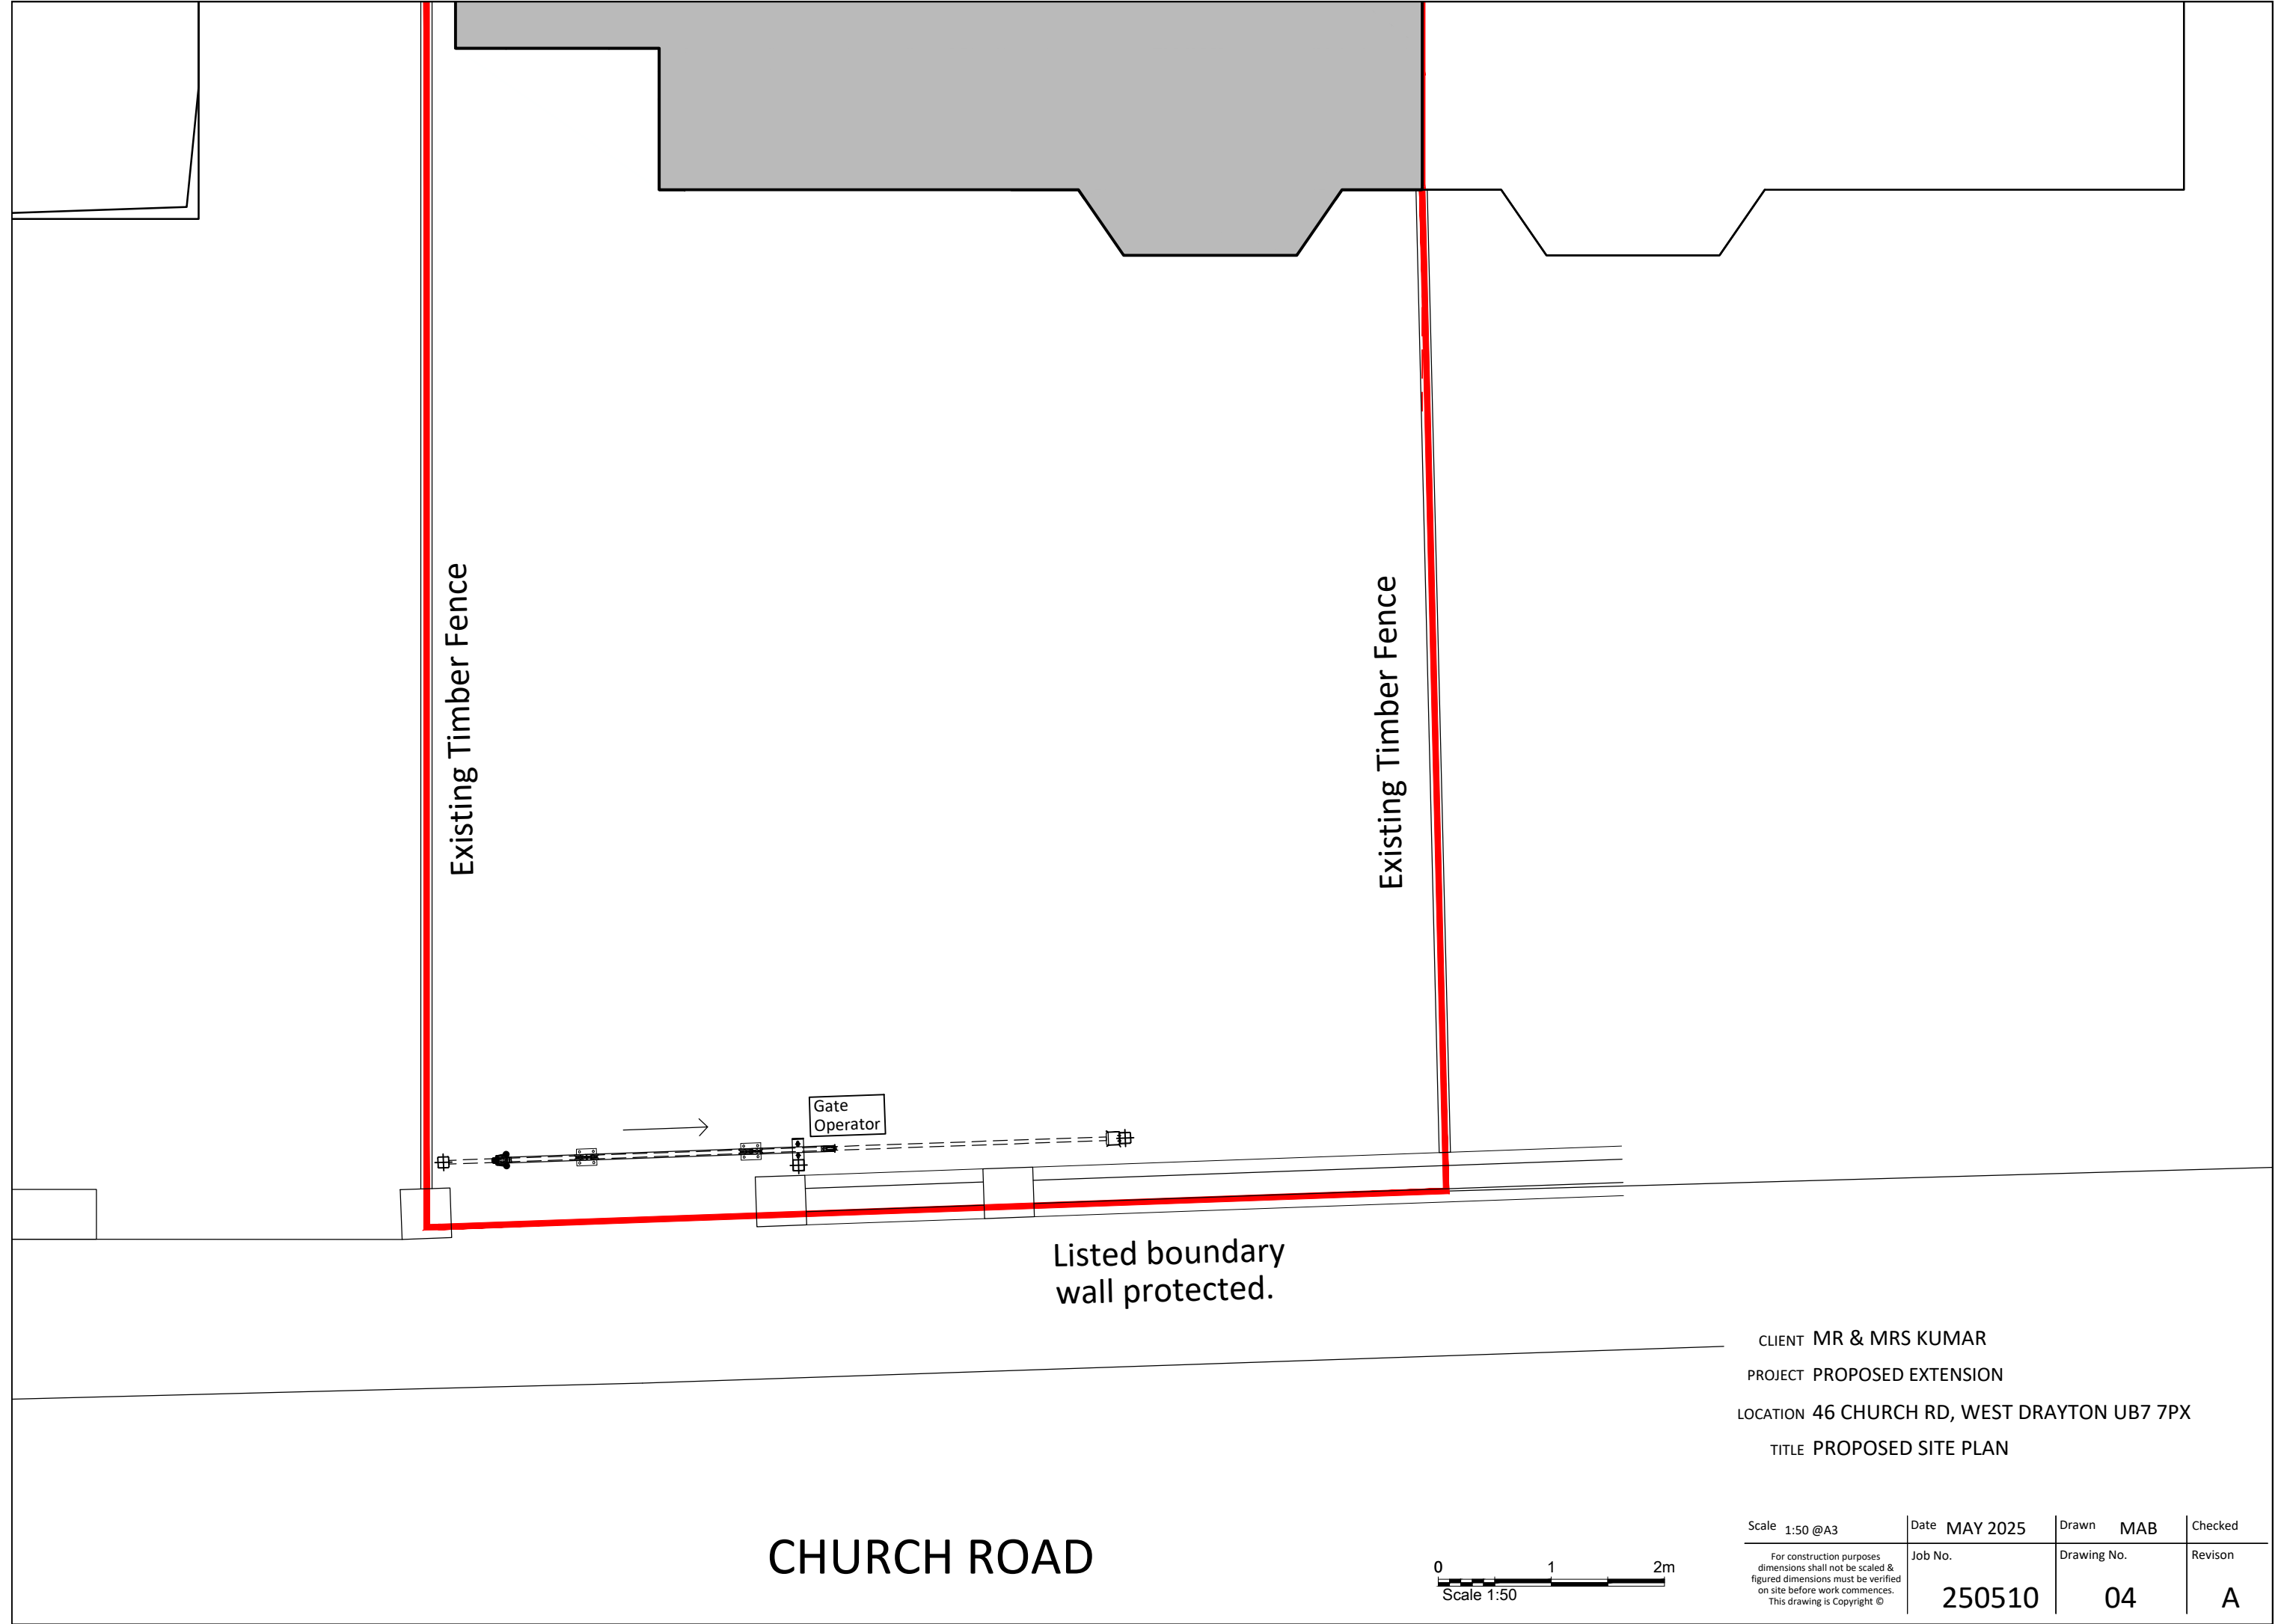 Existing Timber Fence
Existing Timber Fence
Gate
Operator
Listed boundary
wall protected.
CLIENT MR & MRS KUMAR
PROJECT PROPOSED EXTENSION
LOCATION 46 CHURCH RD, WEST DRAYTON UB7 7PX
TITLE PROPOSED SITE PLAN
CHURCH ROAD
0 1 2m
Scale 1:50
Scale 1:50 @A3
Date MAY 2025
Drawn MAB
Checked
For construction purposes
dimensions shall not be scaled &
figured dimensions must be verified
on site before work commences.
This drawing is Copyright ©
Job No.
250510
Drawing No.
04
Revison
A